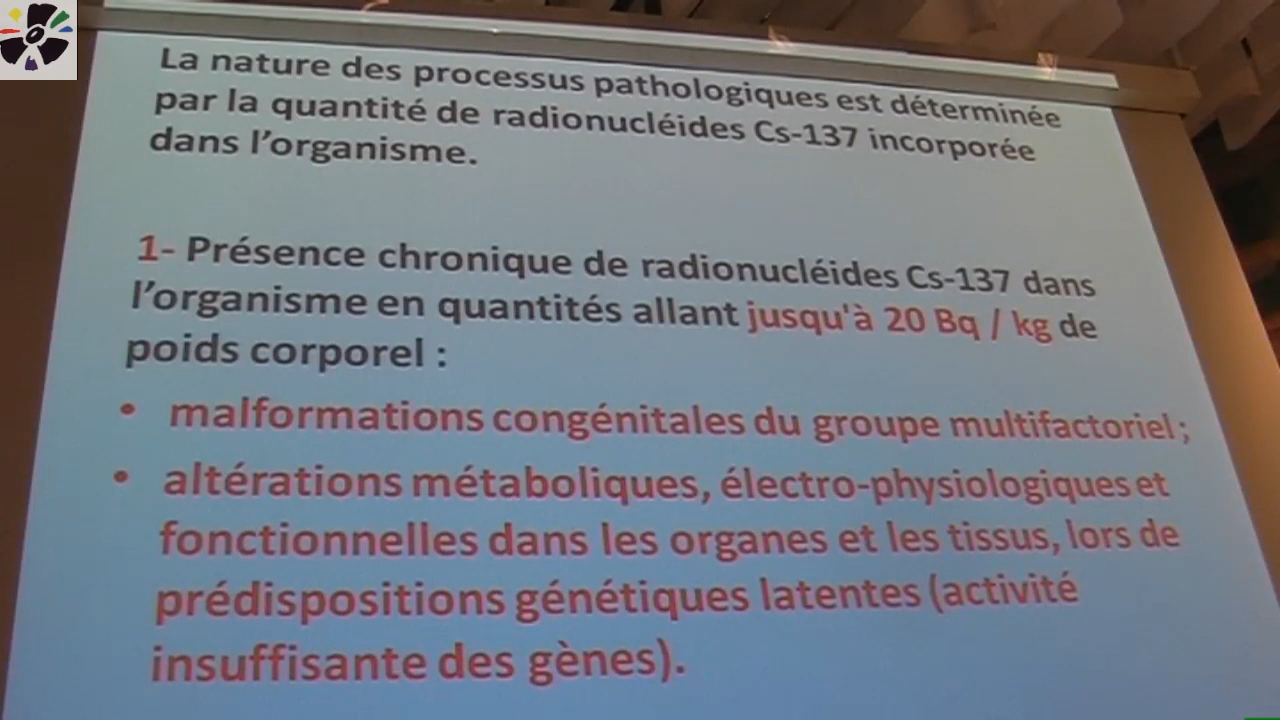 La nature des processus pathologiques est déterminée
par la quantité de radionucléides Cs-137 incorporée
dans l’organisme.
1- Présence chronique de radionucléides Cs-137 dans
l’organisme en quantités allant jusqu'à 20 Bq / kg de
poids corporel :
• malformations congénitales du groupe multifactoriel ;
• altérations métaboliques, électro-physiologiques et
fonctionnelles dans les organes et les tissus, lors de
prédispositions génétiques latentes (activité
insuffisante des gènes).